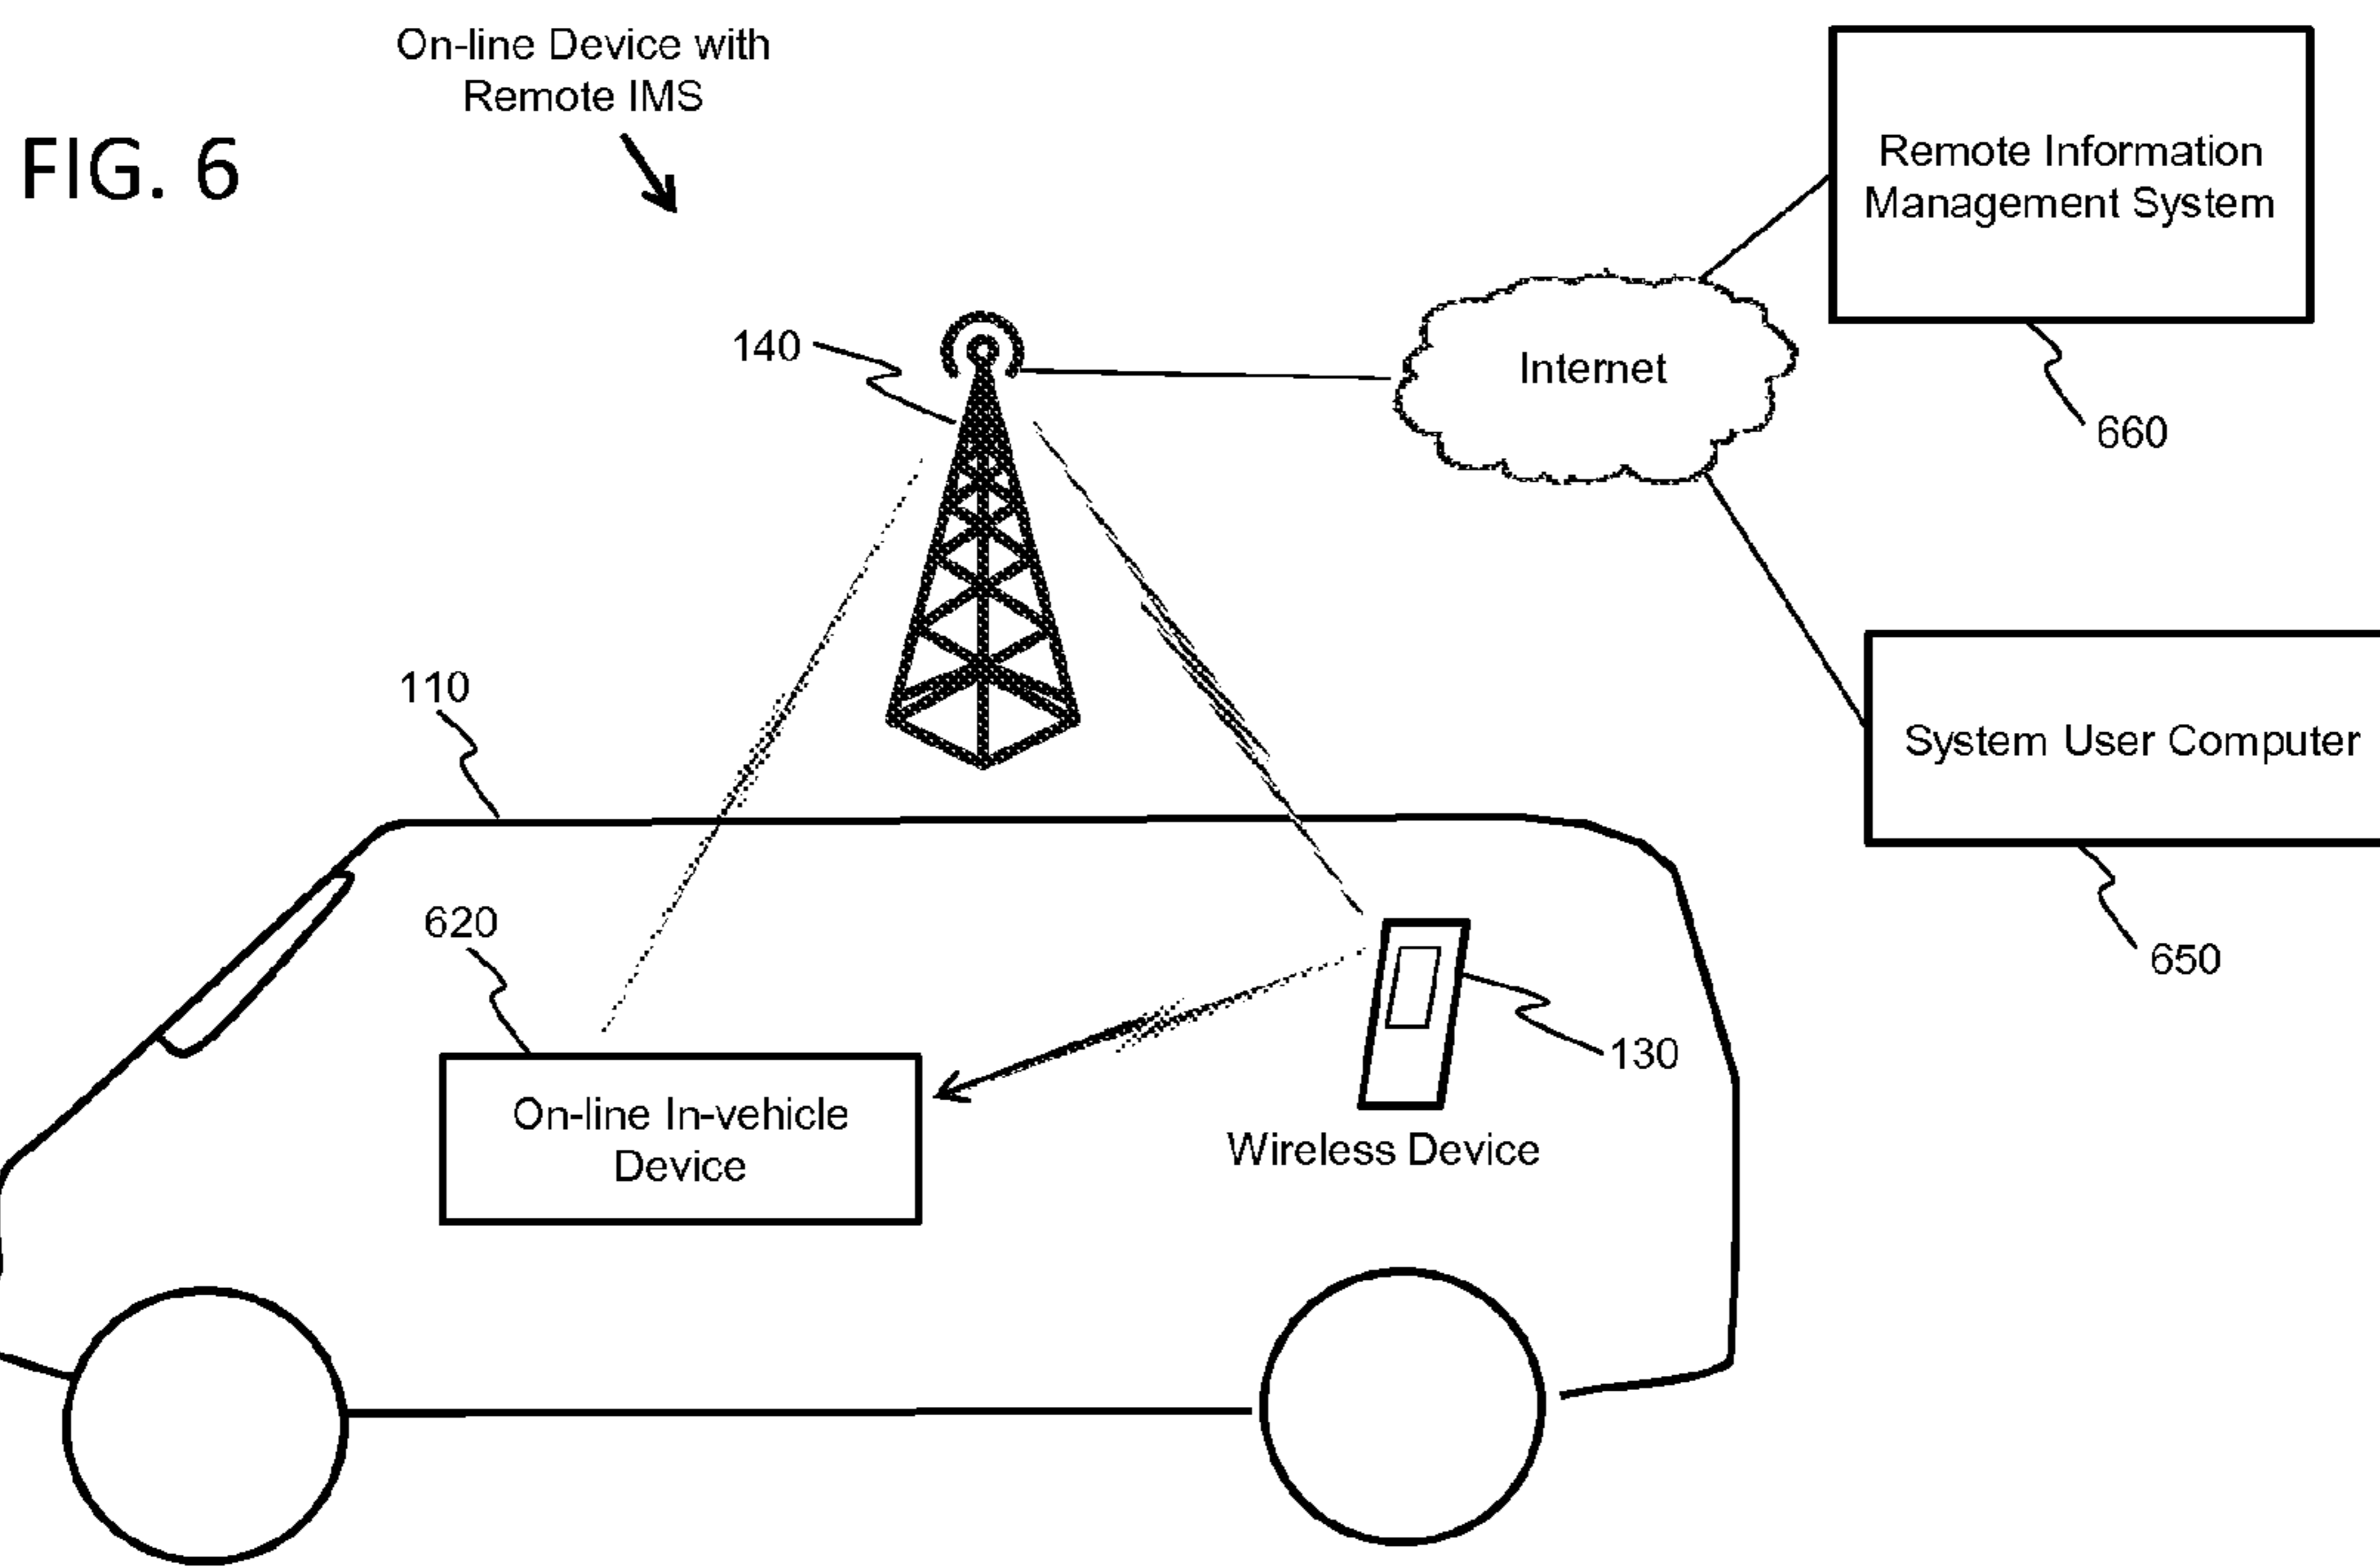 On-line Device with
Remote IMS
FIG. 6
Remote Information
Management System
140
Internet
660
110
System User Computer
620
650
130
On-line In-vehicle
Device
Wireless Device